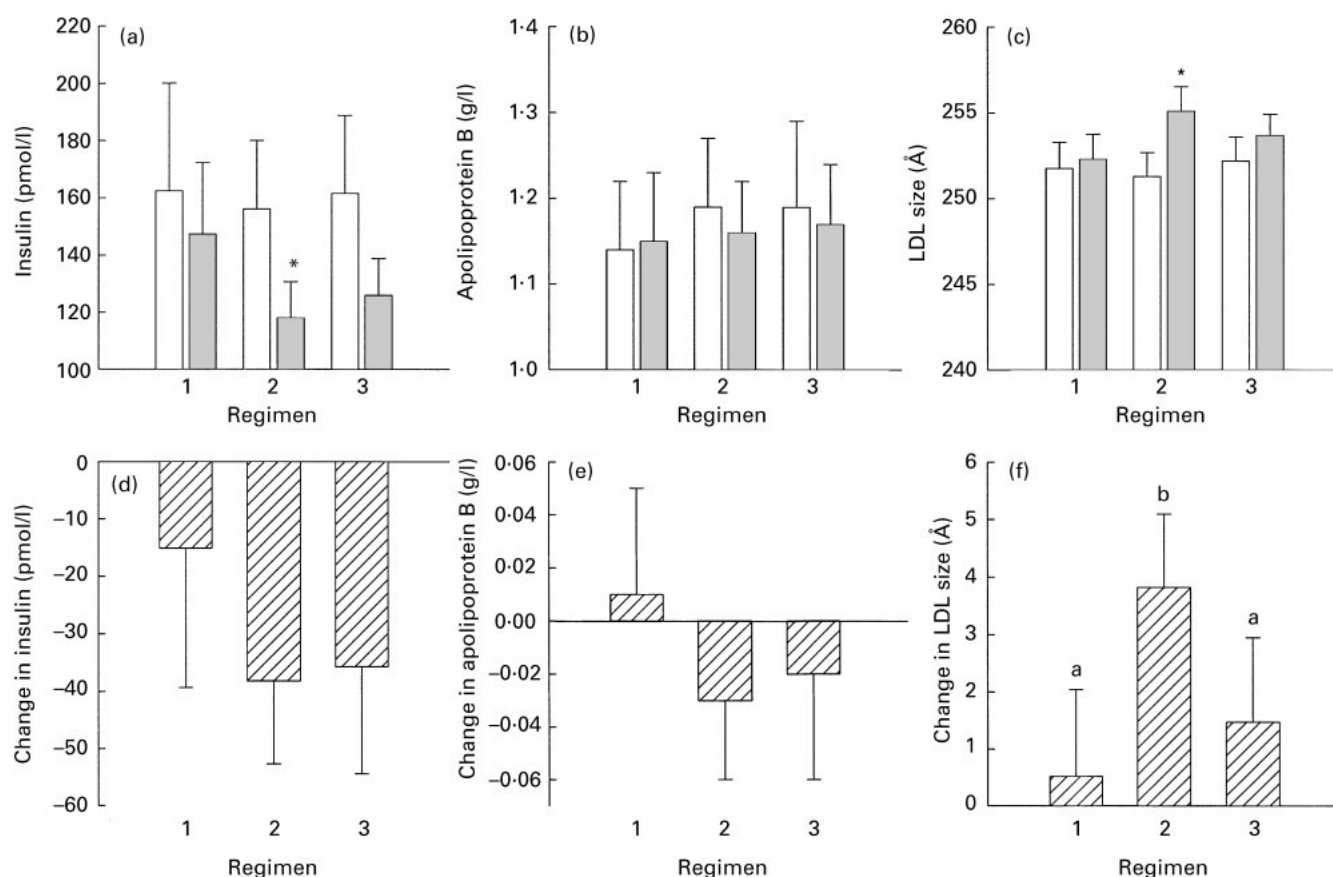 (a)
Insulin (pmol/l)
220
200
180
160
140
120
100
*
1 2 3
Regimen
(b)
Apolipoprotein B (g/l)
1·4
1·3
1·2
1·1
1·0
1 2 3
Regimen
(c)
LDL size (Å)
260
255
250
245
240
*
1 2 3
Regimen
(d)
Change in insulin (pmol/l)
0
–10
–20
–30
–40
–50
–60
1 2 3
Regimen
(e)
Change in apolipoprotein B (g/l)
0·06
0·04
0·02
0·00
–0·02
–0·04
–0·06
1 2 3
Regimen
(f)
Change in LDL size (Å)
6
5
4
3
2
1
0
a b a
1 2 3
Regimen